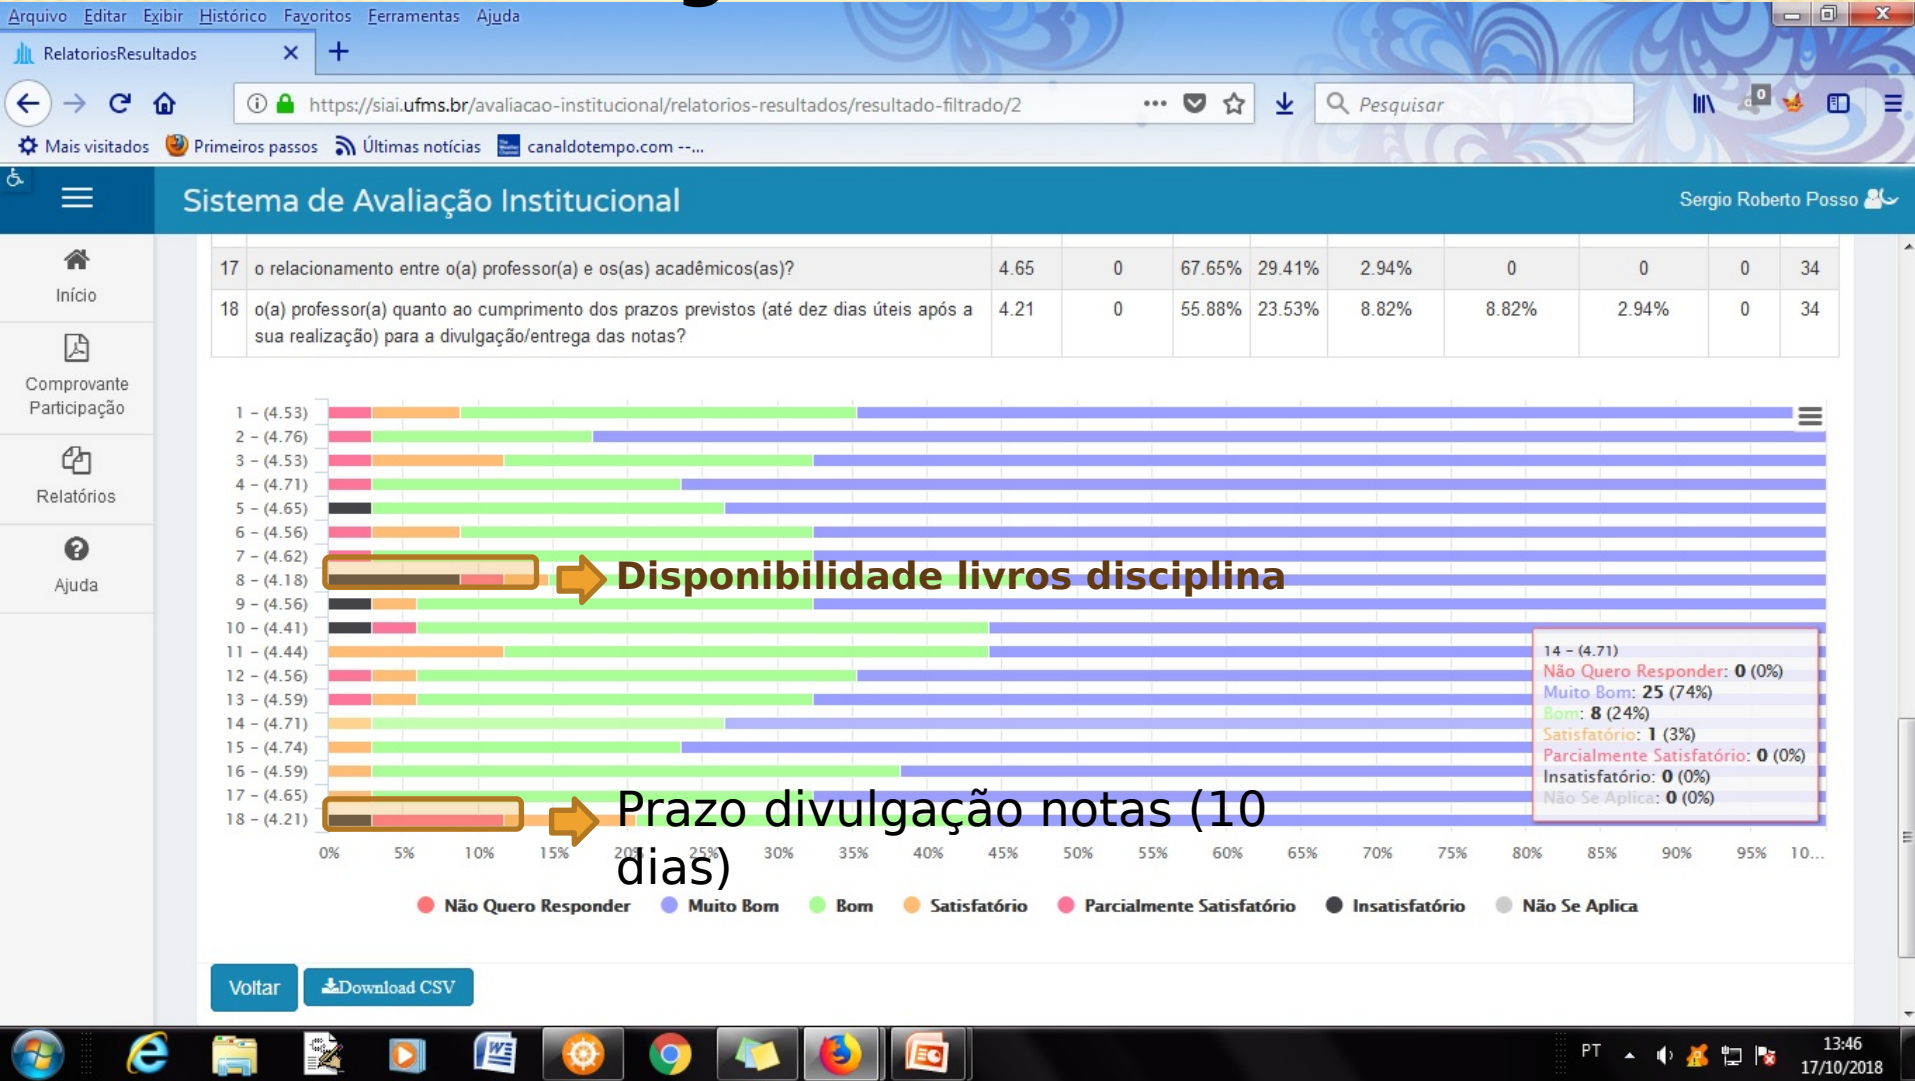 Arquivo Editar Exibir Histórico Favoritos Ferramentas Ajuda
RelatoriosResultados
https://siai.ufms.br/avaliacao-institucional/relatorios-resultados/resultado-filtrado/2
Pesquisar
0
Mais visitados Primeiros passos Últimas notícias canaldotempo.com --...
Sistema de Avaliação Institucional
Sergio Roberto Posso
Início
Comprovante
Participação
Relatórios
Ajuda
17 o relacionamento entre o(a) professor(a) e os(as) acadêmicos(as)? 4.65 0 67.65% 29.41% 2.94% 0 0 0 34
18 o(a) professor(a) quanto ao cumprimento dos prazos previstos (até dez dias úteis após a 4.21 0 55.88% 23.53% 8.82% 8.82% 2.94% 0 34
sua realização) para a divulgação/entrega das notas?
1 - (4.53)
2 - (4.76)
3 - (4.53)
4 - (4.71)
5 - (4.65)
6 - (4.56)
7 - (4.62)
8 - (4.18)
Disponibilidade livros disciplina
9 - (4.56)
10 - (4.41)
11 - (4.44)
12 - (4.56)
13 - (4.59)
14 - (4.71)
15 - (4.74)
16 - (4.59)
17 - (4.65)
18 - (4.21)
14 - (4.71)
Não Quero Responder: 0 (0%)
Muito Bom: 25 (74%)
Bom: 8 (24%)
Satisfatório: 1 (3%)
Parcialmente Satisfatório: 0 (0%)
Insatisfatório: 0 (0%)
Não Se Aplica: 0 (0%)
Prazo divulgação notas (10
dias)
0% 5% 10% 15% 20% 25% 30% 35% 40% 45% 50% 55% 60% 65% 70% 75% 80% 85% 90% 95% 10...
Não Quero Responder Muito Bom Bom Satisfatório Parcialmente Satisfatório Insatisfatório Não Se Aplica
Voltar Download CSV
PT
13:46
17/10/2018